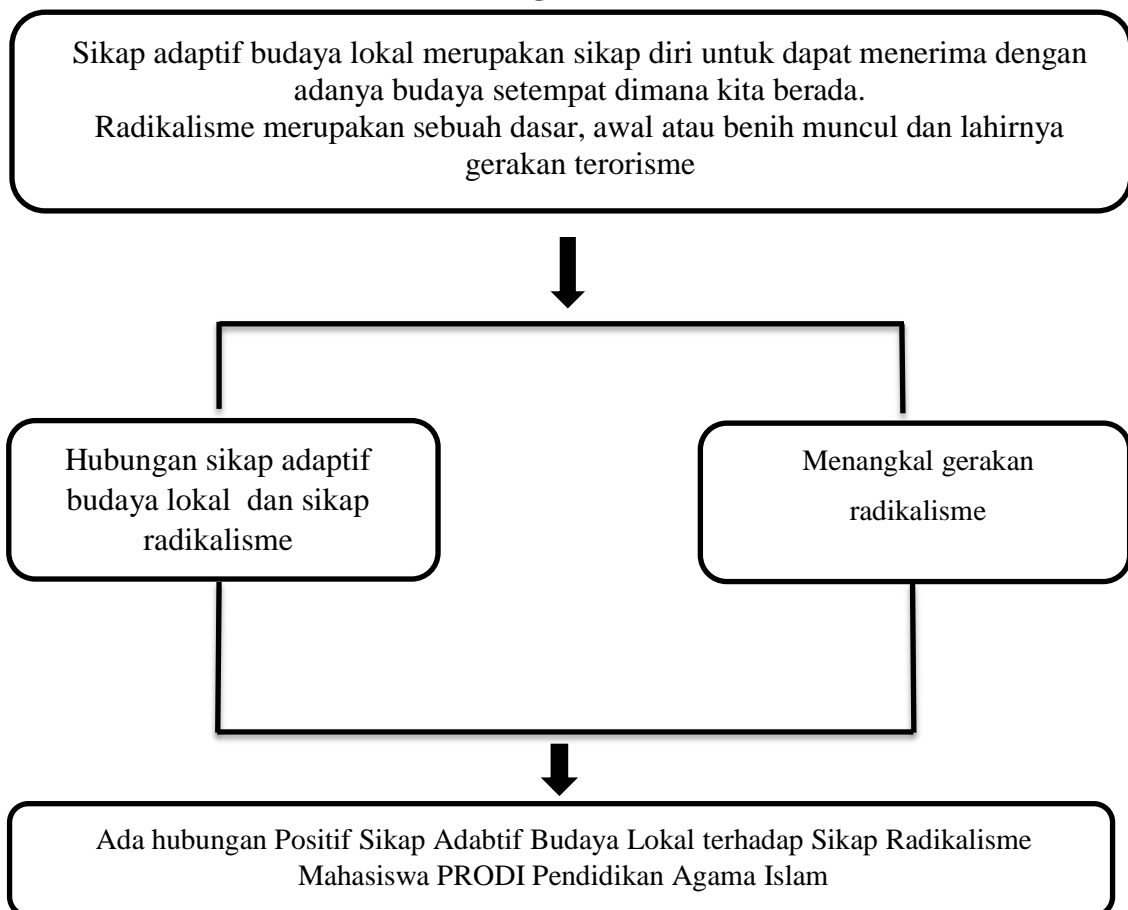 Sikap adaptif budaya lokal merupakan sikap diri untuk dapat menerima dengan
adanya budaya setempat dimana kita berada.
Radikalisme merupakan sebuah dasar, awal atau benih muncul dan lahirnya
gerakan terorisme
Hubungan sikap adaptif
budaya lokal dan sikap
radikalisme
Menangkal gerakan
radikalisme
Ada hubungan Positif Sikap Adabtif Budaya Lokal terhadap Sikap Radikalisme
Mahasiswa PRODI Pendidikan Agama Islam